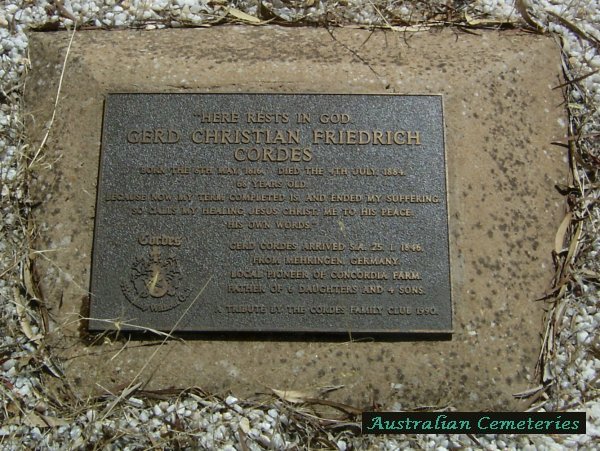 "HERE RESTS IN GOD
GERD CHRISTIAN FRIEDRICH
CORDES
BORN THE 5TH MAY, 1816, DIED THE 4TH JULY, 1884.
68 YEARS OLD.
BECAUSE NOW MY TERM COMPLETED IS, AND ENDED MY SUFFERING.
SO CALLS MY HEALING JESUS CHRIST, ME TO HIS PEACE.
HIS OWN WORDS."
Cordes
GERD CORDES ARRIVED S.A. 25. 1. 1846.
FROM MEHRINGEN, GERMANY.
LOCAL PIONEER OF CONCORDIA FARM.
FATHER OF DAUGHTERS AND 4 SONS.
A TRIBUTE BY THE CORDES FAMILY CLUB 1990.
Australian Cemeteries